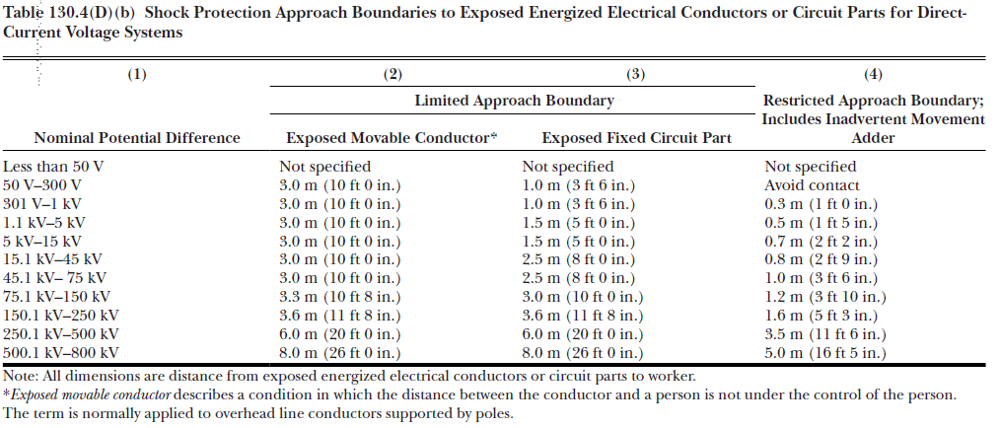 Table 130.4(D)(b) Shock Protection Approach Boundaries to Exposed Energized Electrical Conductors or Circuit Parts for Direct-
Current Voltage Systems
(1) (2) (3) (4)
Limited Approach Boundary Restricted Approach Boundary;
Includes Inadvertent Movement
Nominal Potential Difference Exposed Movable Conductor* Exposed Fixed Circuit Part Adder
Less than 50 V Not specified Not specified Not specified
50 V–300 V 3.0 m (10 ft 0 in.) 1.0 m (3 ft 6 in.) Avoid contact
301 V–1 kV 3.0 m (10 ft 0 in.) 1.0 m (3 ft 6 in.) 0.3 m (1 ft 0 in.)
1.1 kV–5 kV 3.0 m (10 ft 0 in.) 1.5 m (5 ft 0 in.) 0.5 m (1 ft 5 in.)
5 kV–15 kV 3.0 m (10 ft 0 in.) 1.5 m (5 ft 0 in.) 0.7 m (2 ft 2 in.)
15.1 kV–45 kV 3.0 m (10 ft 0 in.) 2.5 m (8 ft 0 in.) 0.8 m (2 ft 9 in.)
45.1 kV– 75 kV 3.0 m (10 ft 0 in.) 2.5 m (8 ft 0 in.) 1.0 m (3 ft 6 in.)
75.1 kV–150 kV 3.3 m (10 ft 8 in.) 3.0 m (10 ft 0 in.) 1.2 m (3 ft 10 in.)
150.1 kV–250 kV 3.6 m (11 ft 8 in.) 3.6 m (11 ft 8 in.) 1.6 m (5 ft 3 in.)
250.1 kV–500 kV 6.0 m (20 ft 0 in.) 6.0 m (20 ft 0 in.) 3.5 m (11 ft 6 in.)
500.1 kV–800 kV 8.0 m (26 ft 0 in.) 8.0 m (26 ft 0 in.) 5.0 m (16 ft 5 in.)
Note: All dimensions are distance from exposed energized electrical conductors or circuit parts to worker.
*Exposed movable conductor describes a condition in which the distance between the conductor and a person is not under the control of the person.
The term is normally applied to overhead line conductors supported by poles.